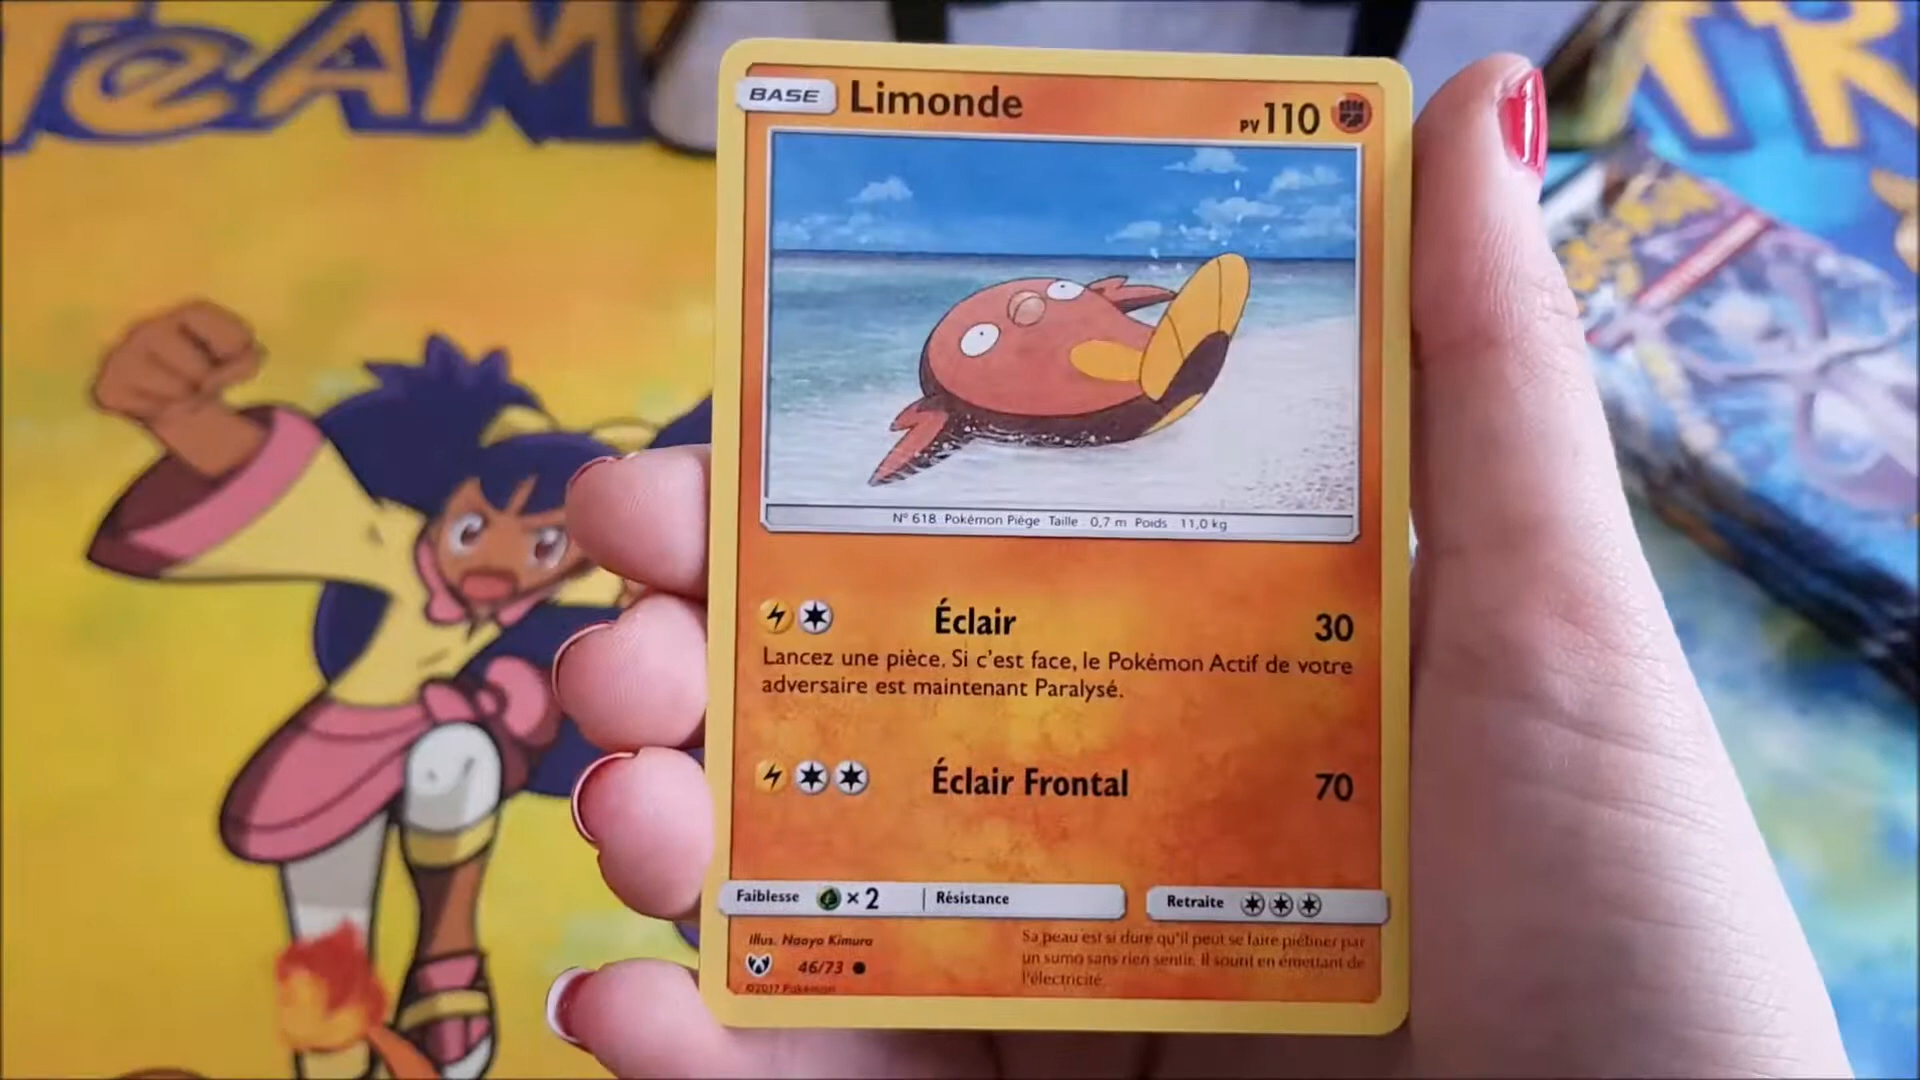 TeAM
TR
BASE
Limonde
PV110
Nº 618 Pokémon Piège Taille : 0,7 m Poids : 11,0 kg
Éclair 30
Lancez une pièce. Si c'est face, le Pokémon Actif de votre
adversaire est maintenant Paralysé.
Éclair Frontal 70
Faiblesse × 2 Résistance Retraite
Illus. Naoyo Kimura
46/73
©2017 Pokémon
Sa peau est si dure qu'il peut se faire piétiner par
un sumo sans rien sentir. Il sourit en émettant de
l'électricité.